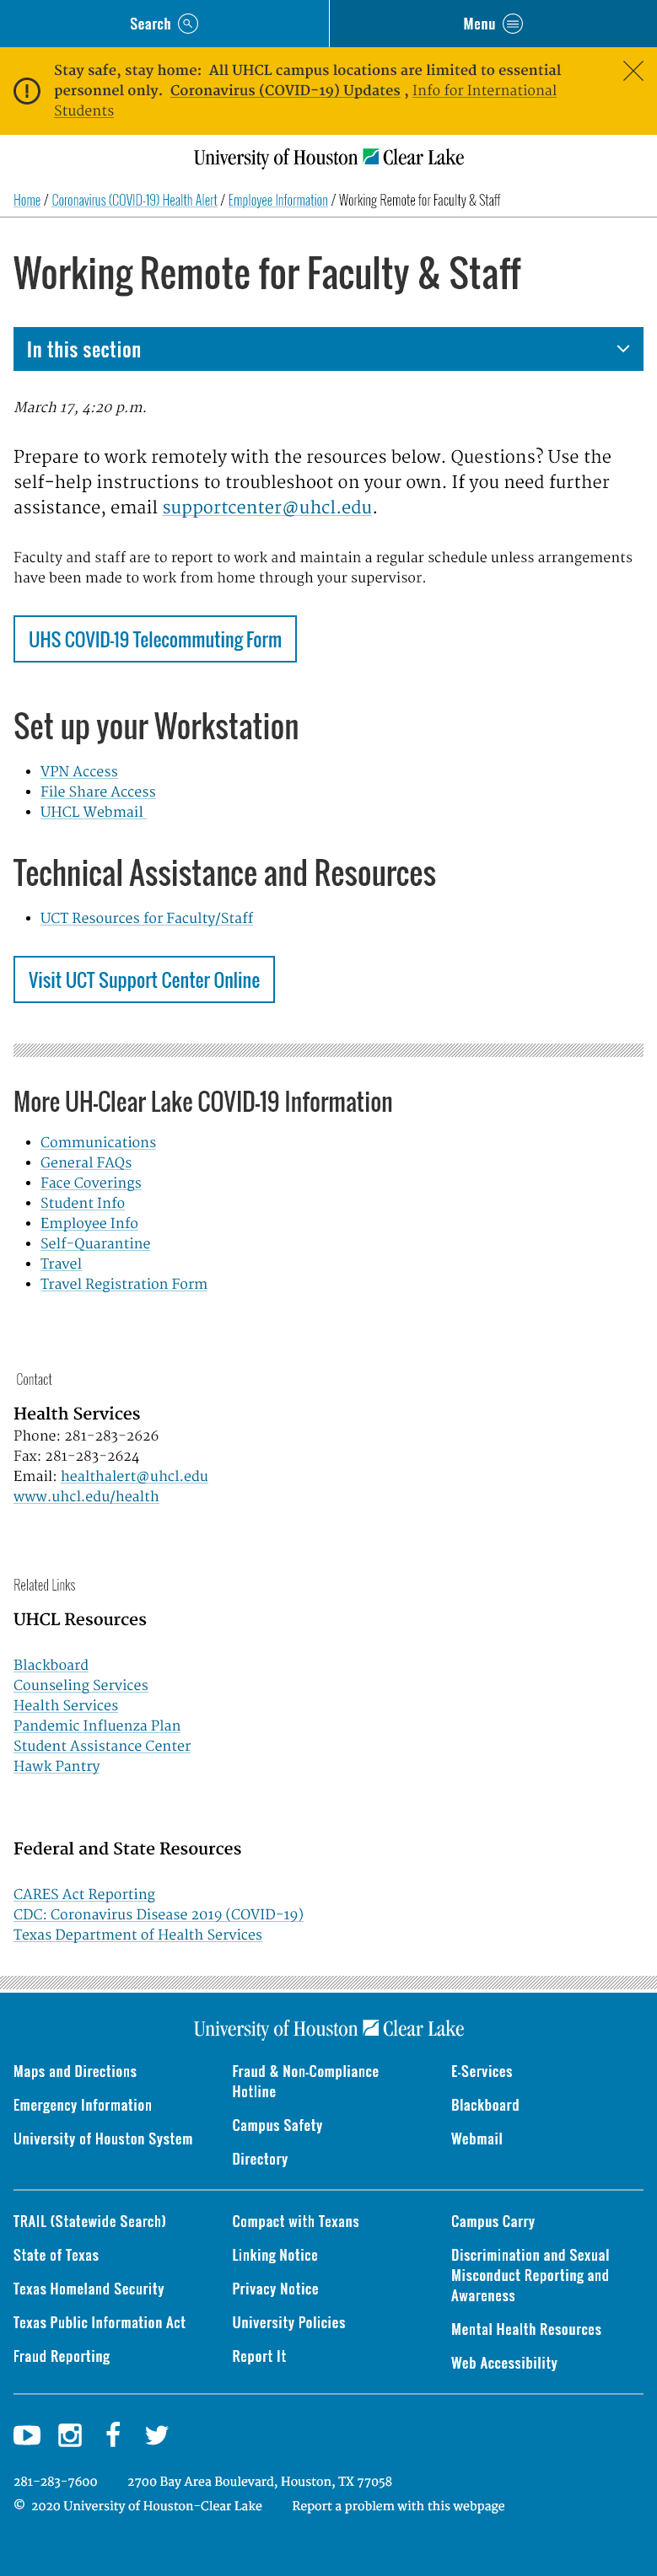 Search Menu
Stay safe, stay home: All UHCL campus locations are limited to essential
personnel only. Coronavirus (COVID-19) Updates , Info for International
Students
University of Houston Clear Lake
Home / Coronavirus (COVID-19) Health Alert / Employee Information / Working Remote for Faculty & Staff
Working Remote for Faculty & Staff
In this section
March 17, 4:20 p.m.
Prepare to work remotely with the resources below. Questions? Use the
self-help instructions to troubleshoot on your own. If you need further
assistance, email supportcenter@uhcl.edu.
Faculty and staff are to report to work and maintain a regular schedule unless arrangements
have been made to work from home through your supervisor.
UHS COVID-19 Telecommuting Form
Set up your Workstation
• VPN Access
• File Share Access
• UHCL Webmail
Technical Assistance and Resources
• UCT Resources for Faculty/Staff
Visit UCT Support Center Online
More UH-Clear Lake COVID-19 Information
• Communications
• General FAQs
• Face Coverings
• Student Info
• Employee Info
• Self-Quarantine
• Travel
• Travel Registration Form
Contact
Health Services
Phone: 281-283-2626
Fax: 281-283-2624
Email: healthalert@uhcl.edu
www.uhcl.edu/health
Related Links
UHCL Resources
Blackboard
Counseling Services
Health Services
Pandemic Influenza Plan
Student Assistance Center
Hawk Pantry
Federal and State Resources
CARES Act Reporting
CDC: Coronavirus Disease 2019 (COVID-19)
Texas Department of Health Services
University of Houston Clear Lake
Maps and Directions
Emergency Information
University of Houston System
Fraud & Non-Compliance
Hotline
Campus Safety
Directory
E-Services
Blackboard
Webmail
TRAIL (Statewide Search)
State of Texas
Texas Homeland Security
Texas Public Information Act
Fraud Reporting
Compact with Texans
Linking Notice
Privacy Notice
University Policies
Report It
Campus Carry
Discrimination and Sexual
Misconduct Reporting and
Awareness
Mental Health Resources
Web Accessibility
281-283-7600 2700 Bay Area Boulevard, Houston, TX 77058
© 2020 University of Houston-Clear Lake Report a problem with this webpage